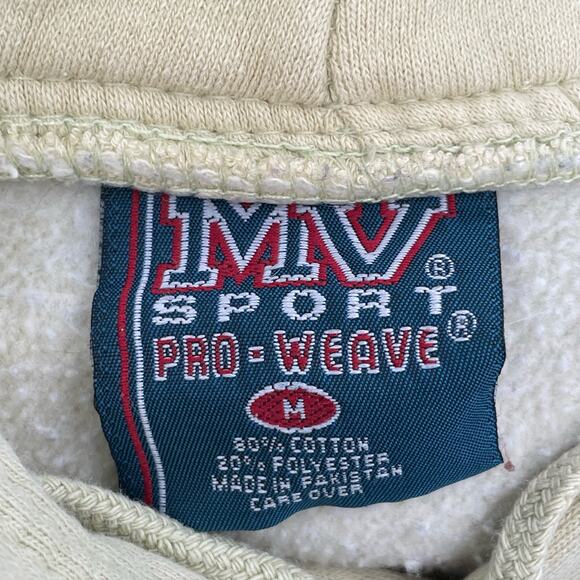 MV®
SPORT
PRO-WEAVE®
M
80% COTTON
20% POLYESTER
MADE IN PAKISTAN
CARE OVER